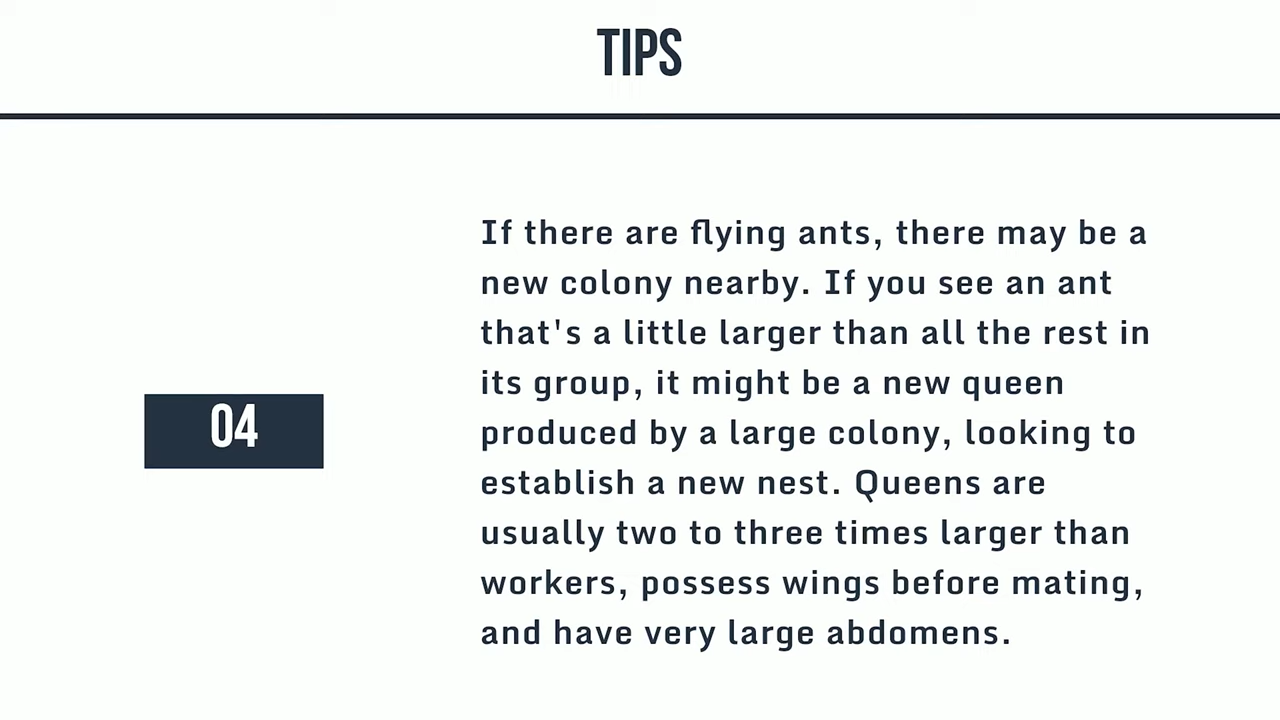 TIPS
04
If there are flying ants, there may be a
new colony nearby. If you see an ant
that's a little larger than all the rest in
its group, it might be a new queen
produced by a large colony, looking to
establish a new nest. Queens are
usually two to three times larger than
workers, possess wings before mating,
and have very large abdomens.